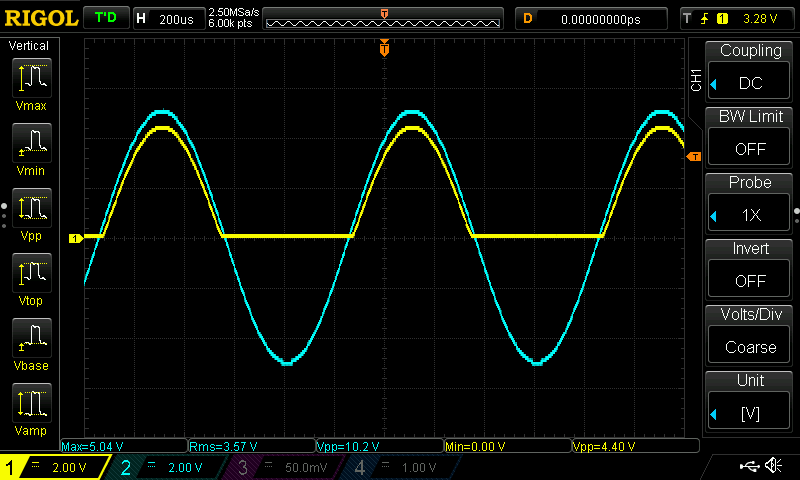 RIGOL T'D H 200us 2.50MSa/s 6.00k pts T D 0.00000000ps T 1 3.28 V
Vertical
Vmax
Vmin
Vpp
Vtop
Vbase
Vamp
T
1
T
CH1
Coupling
DC
BW Limit
OFF
Probe
1X
Invert
OFF
Volts/Div
Coarse
Unit
[V]
Max=5.04 V Rms=3.57 V Vpp=10.2 V Min=0.00 V Vpp=4.40 V
1 2.00 V 2 2.00 V 3 50.0mV 4 1.00 V